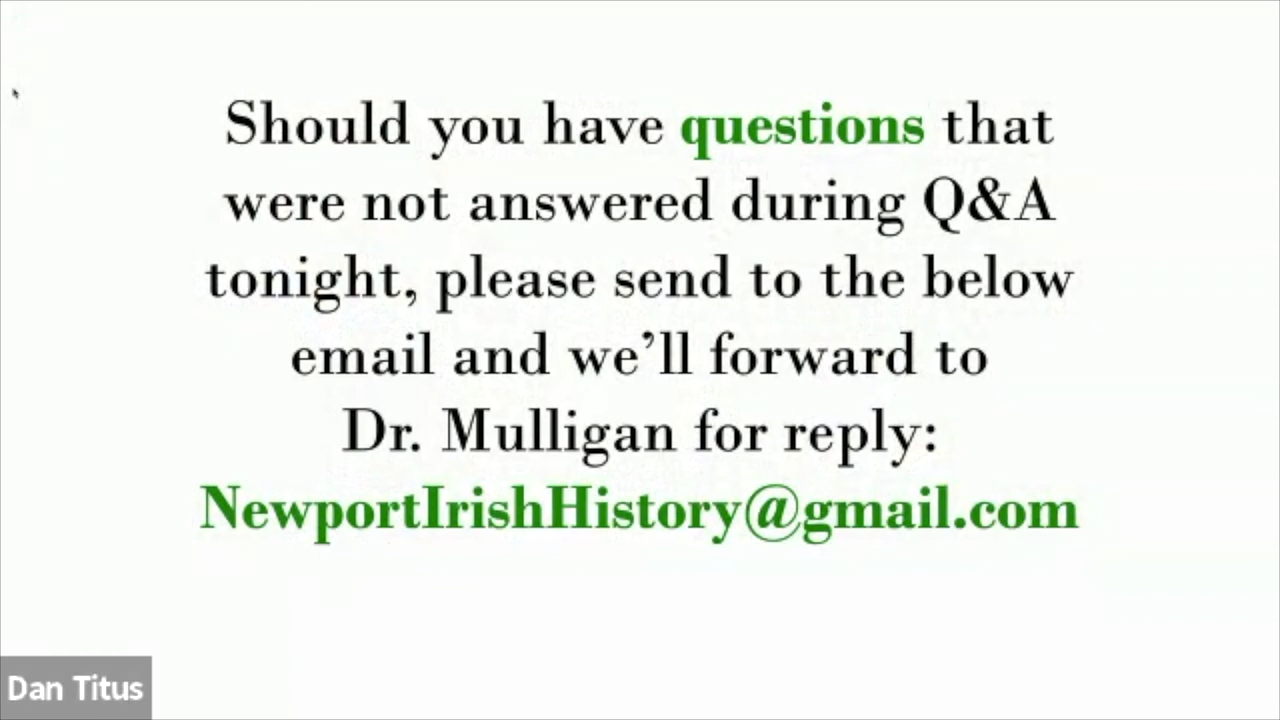 Should you have questions that
were not answered during Q&A
tonight, please send to the below
email and we’ll forward to
Dr. Mulligan for reply:
NewportIrishHistory@gmail.com
Dan Titus